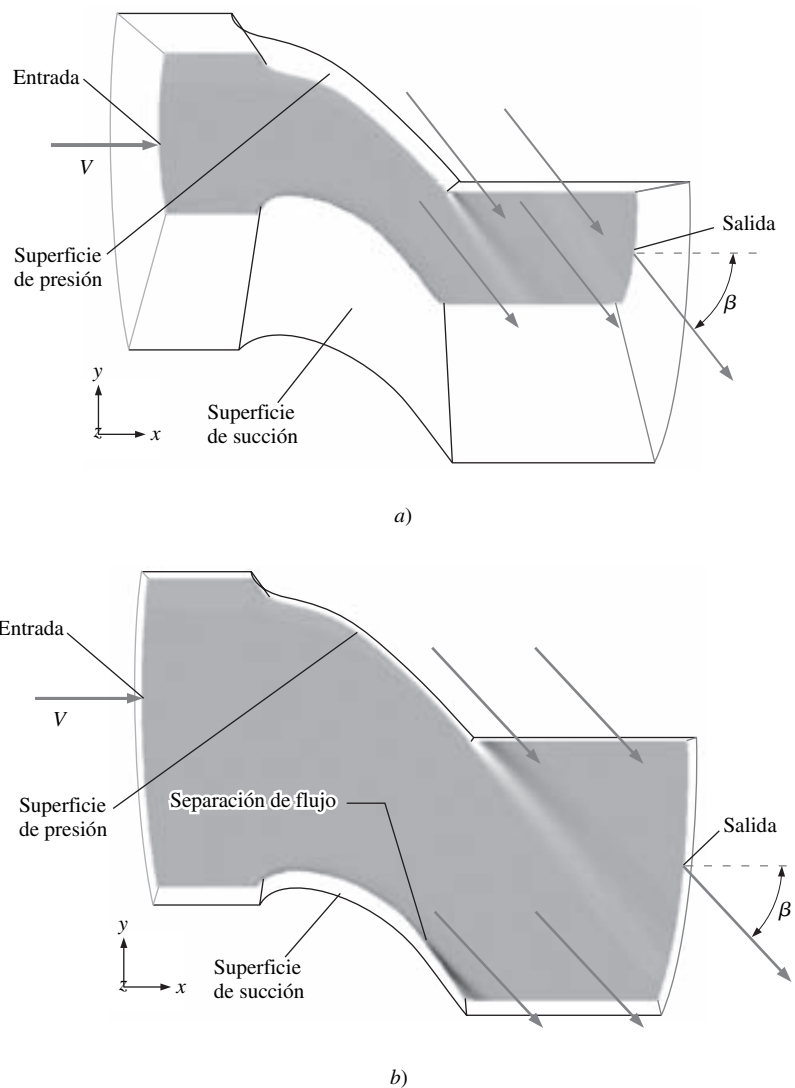 Entrada
V
Salida
β
Superficie
de presión
y
z
x
Superficie
de succión
a)
Entrada
V
Superficie
de presión
Separación de flujo
Salida
β
y
z
x
Superficie
de succión
b)